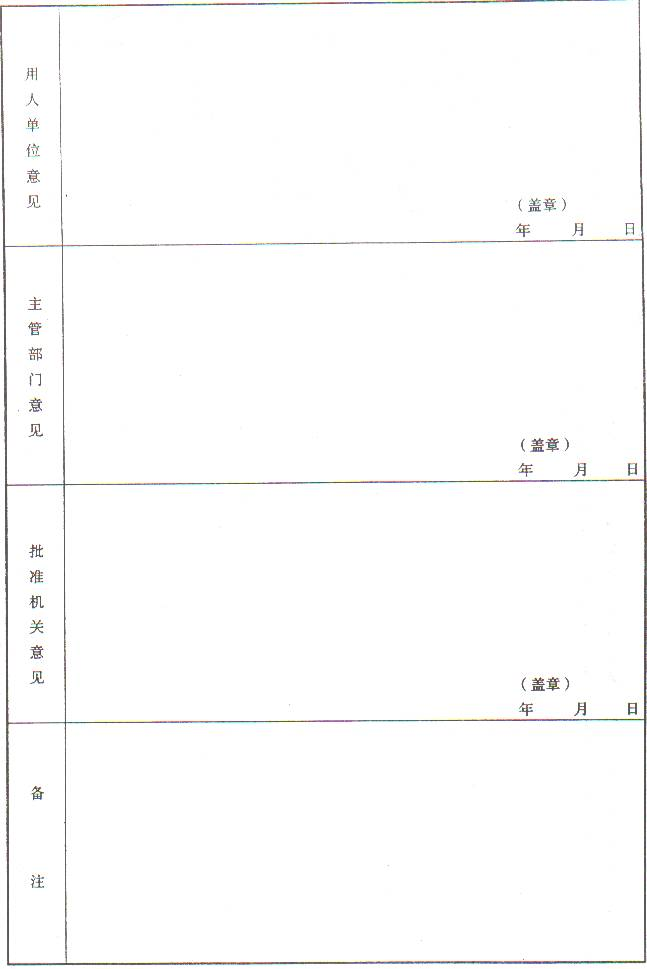 用人单位意见
（盖章）
年 月 日
主管部门意见
（盖章）
年 月 日
批准机关意见
（盖章）
年 月 日
备注